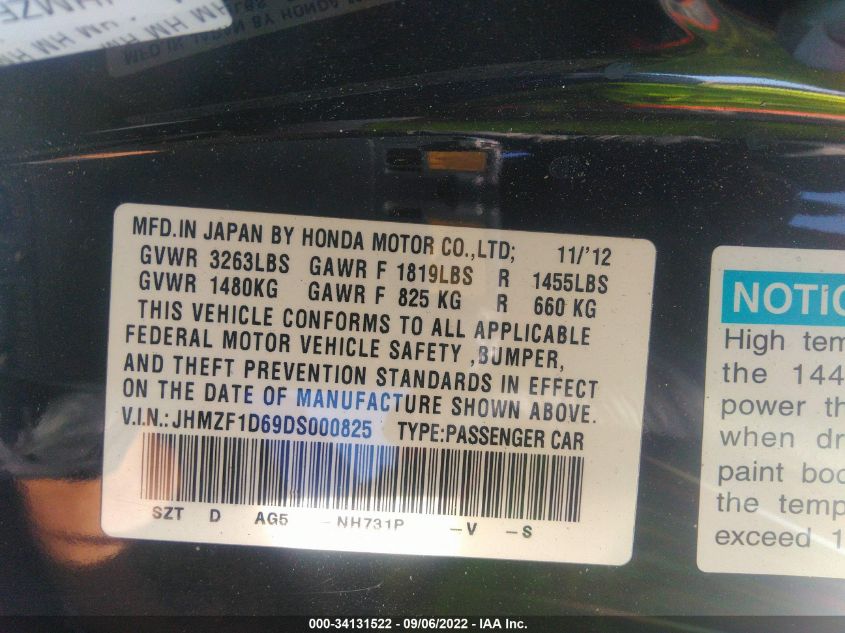 MFD.IN JAPAN BY HONDA MOTOR CO.,LTD; 11/'12
GVWR 3263LBS GAWR F 1819LBS R 1455LBS
GVWR 1480KG GAWR F 825 KG R 660 KG
THIS VEHICLE CONFORMS TO ALL APPLICABLE
FEDERAL MOTOR VEHICLE SAFETY ,BUMPER,
AND THEFT PREVENTION STANDARDS IN EFFECT
ON THE DATE OF MANUFACTURE SHOWN ABOVE.
V.I.N.: JHMZF1D69DS000825 TYPE:PASSENGER CAR
SZT D AG5 -NH731P -V -S
NOTIC
High tem
the 144
power th
when dr
paint boo
the temp
exceed 1
000-34131522 - 09/06/2022 - IAA Inc.